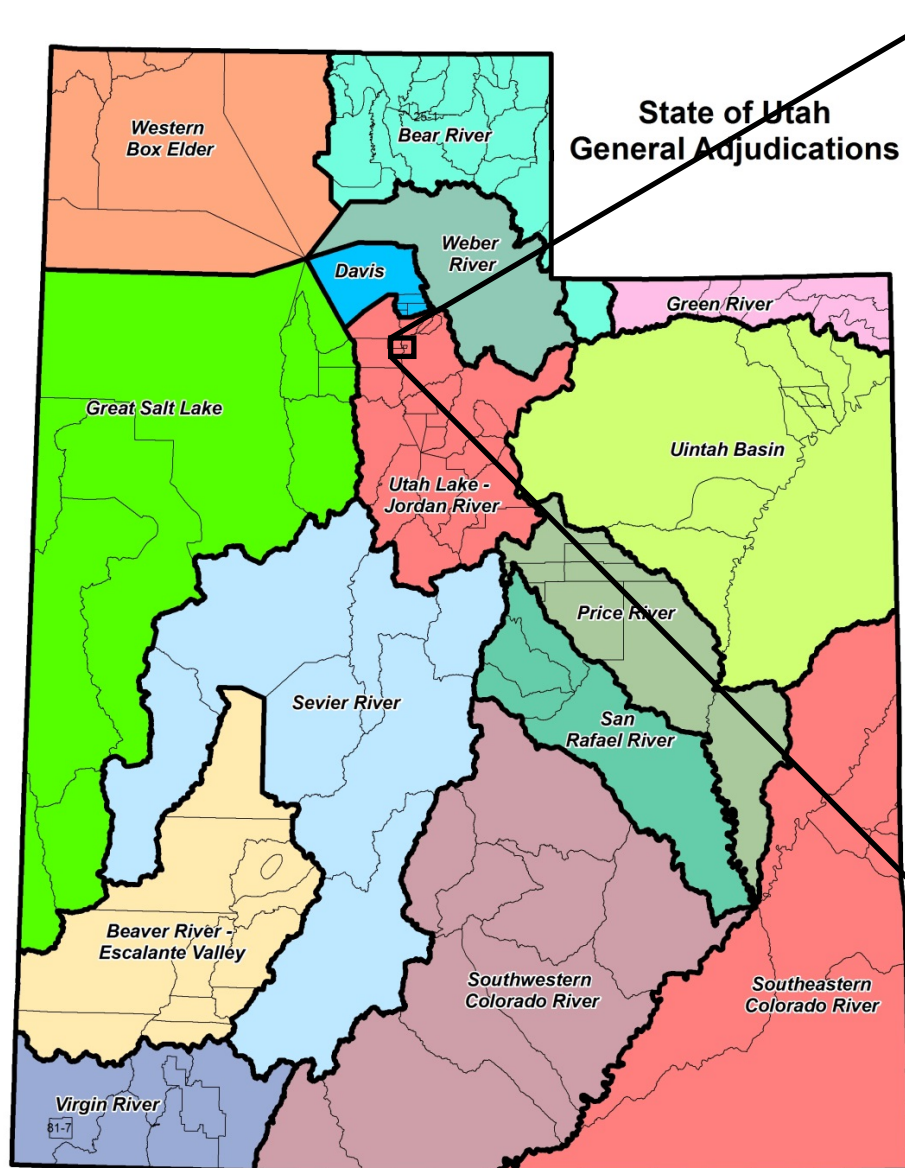 State of Utah
General Adjudications
Western
Box Elder
25-1
Bear River
Weber
River
Davis
Green River
Great Salt Lake
Uintah Basin
Utah Lake -
Jordan River
Price River
Sevier River
San
Rafael River
Beaver River -
Escalante Valley
Southwestern
Colorado River
Southeastern
Colorado River
Virgin River
81-7